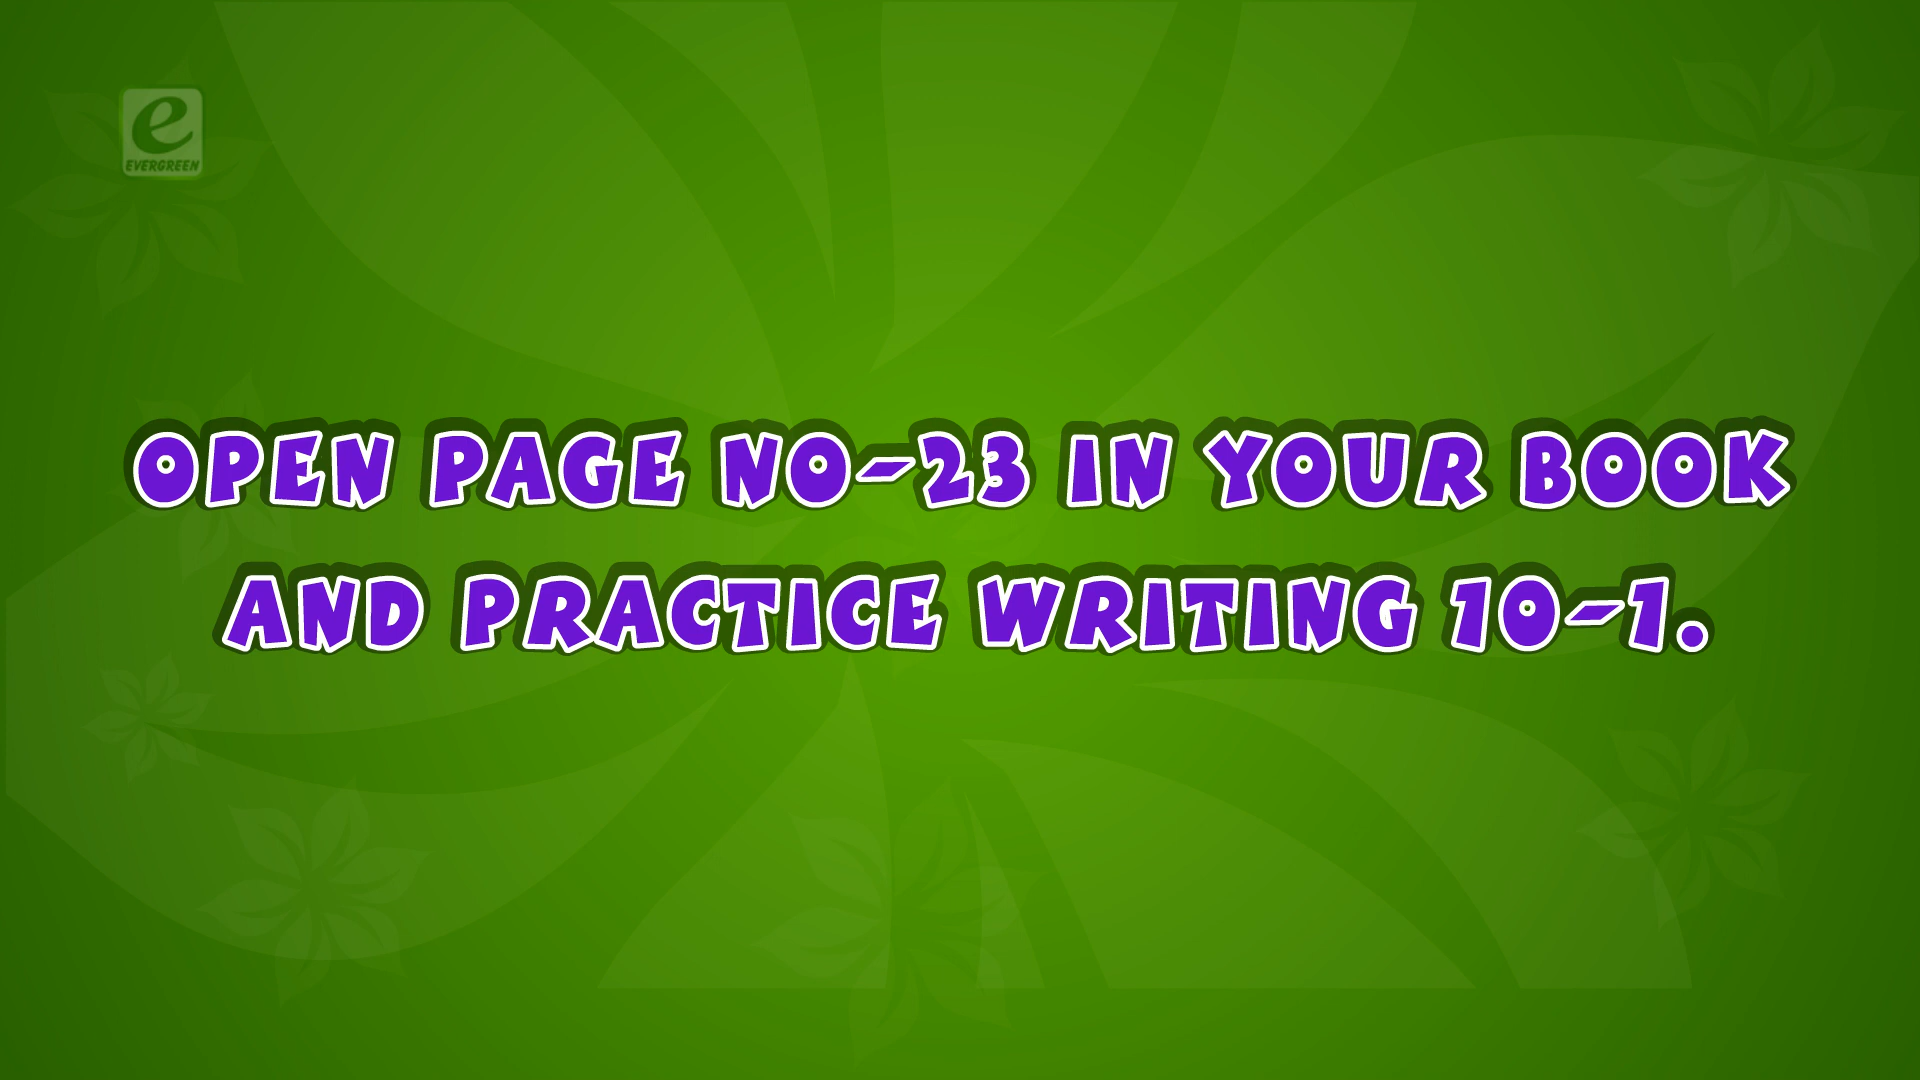 e
EVERGREEN
OPEN PAGE NO-23 IN YOUR BOOK
AND PRACTICE WRITING 10-1.